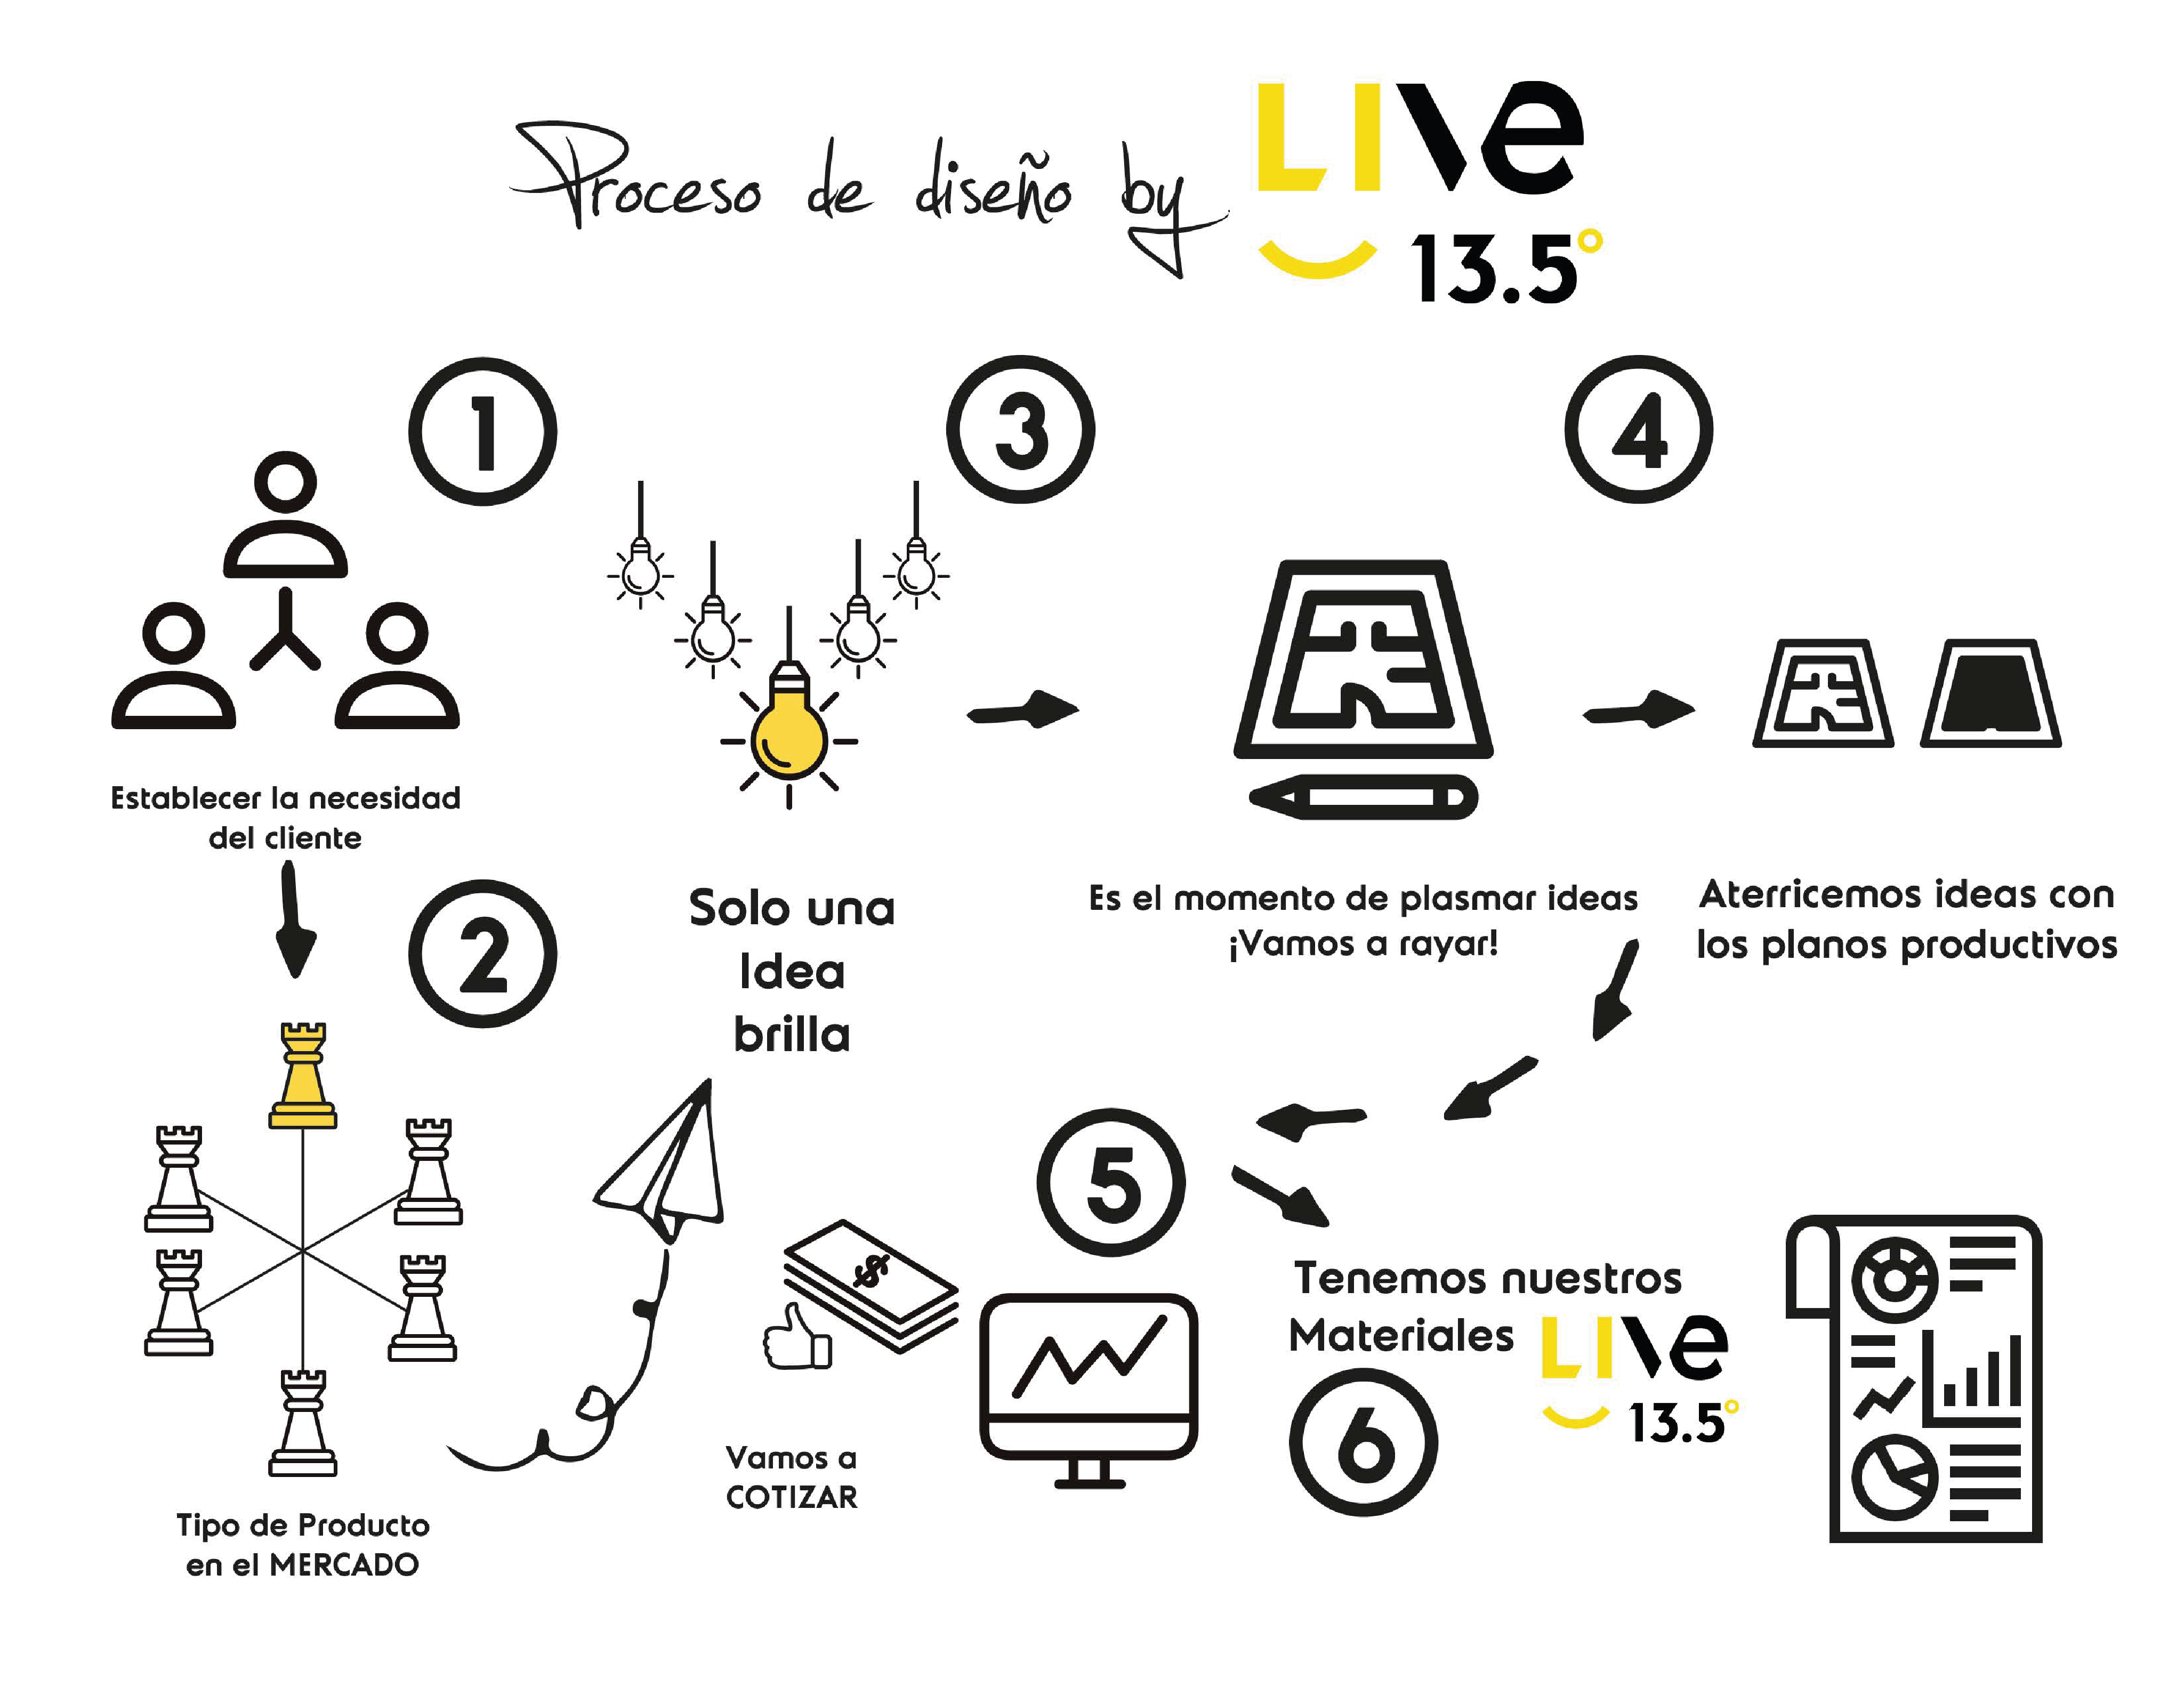 Proceso de diseño by
LIVe
13.5°
1
Establecer la necesidad
del cliente
2
Tipo de Producto
en el MERCADO
3
Solo una
Idea
brilla
Es el momento de plasmar ideas
¡Vamos a rayar!
4
Aterricemos ideas con
los planos productivos
5
$
Vamos a
COTIZAR
Tenemos nuestros
Materiales
LIVe
13.5°
6